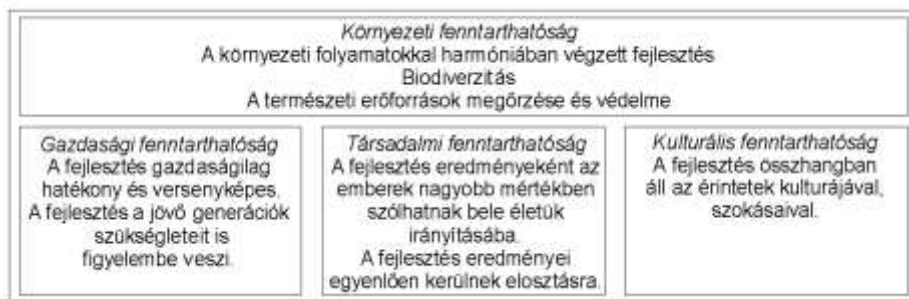 Környezeti fenntarthatóság
A környezeti folyamatokkal harmóniában végzett fejlesztés
Biodiverzitás
A természeti erőforrások megőrzése és védelme
Gazdasági fenntarthatóság
A fejlesztés gazdaságilag
hatékony és versenyképes.
A fejlesztés a jövő generációk
szükségleteit is
figyelembe veszi.
Társadalmi fenntarthatóság
A fejlesztés eredményeként az
emberek nagyobb mértékben
szólhatnak bele életük
irányításába.
A fejlesztés eredményei
egyenlően kerülnek elosztásra.
Kulturális fenntarthatóság
A fejlesztés összhangban
áll az érintetek kultúrájával,
szokásaival.